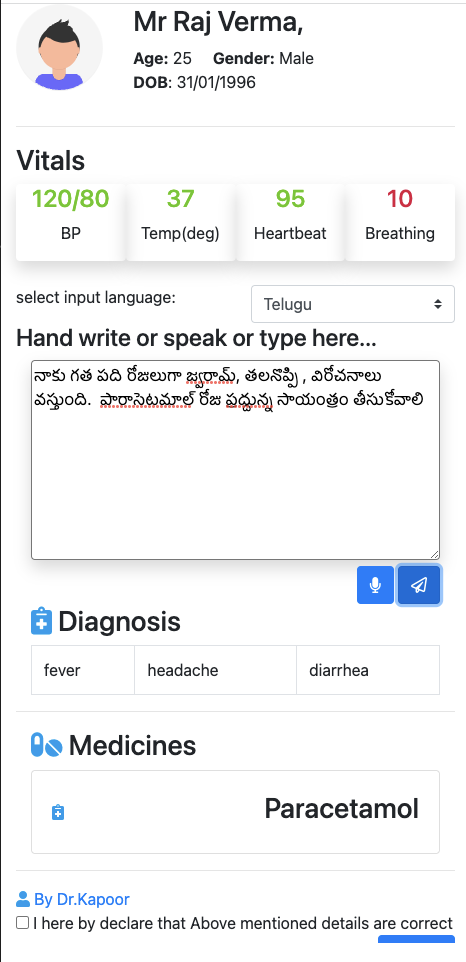 Mr Raj Verma,
Age: 25 Gender: Male
DOB: 31/01/1996
Vitals
120/80 37 95 10
BP Temp(deg) Heartbeat Breathing
select input language: Telugu
Hand write or speak or type here...
నాకు గత పది రోజులుగా జ్వరామ్, తలనొప్పి , విరోచనాలు
వస్తుంది. పారాసెటమాల్ రోజు ప్రద్దున్న సాయంత్రం తీసుకోవాలి
Diagnosis
fever headache diarrhea
Medicines
Paracetamol
By Dr.Kapoor
I here by declare that Above mentioned details are correct